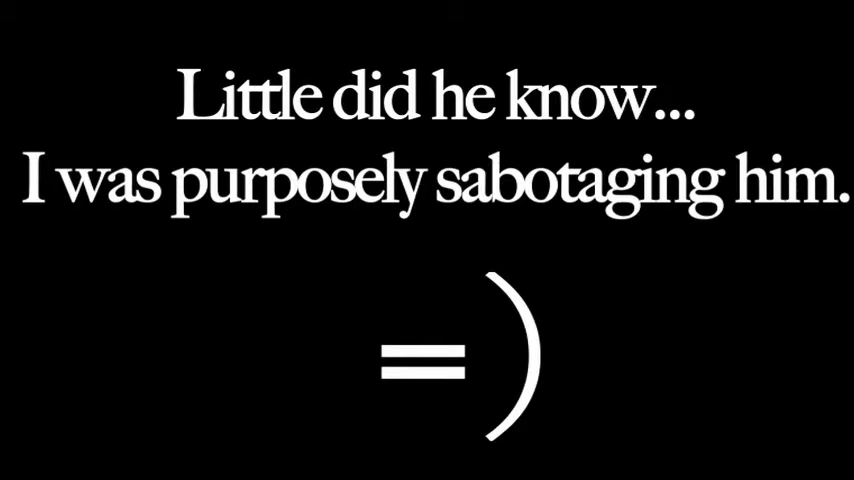 Little did he know...
I was purposely sabotaging him.
=)